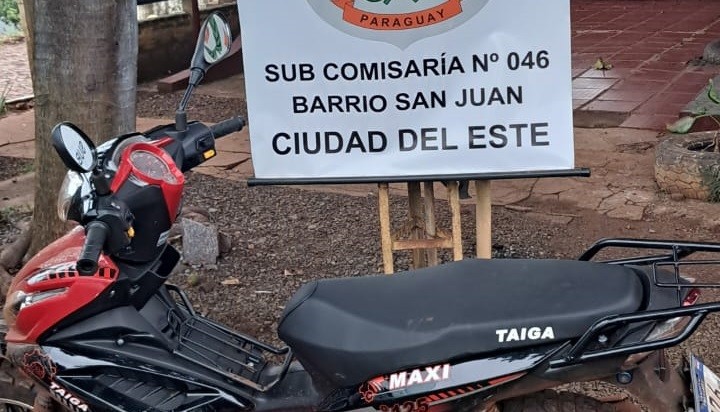 PARAGUAY
SUB COMISARÍA Nº 046
BARRIO SAN JUAN
CIUDAD DEL ESTE
TAIGA
MAXI
TAIGA